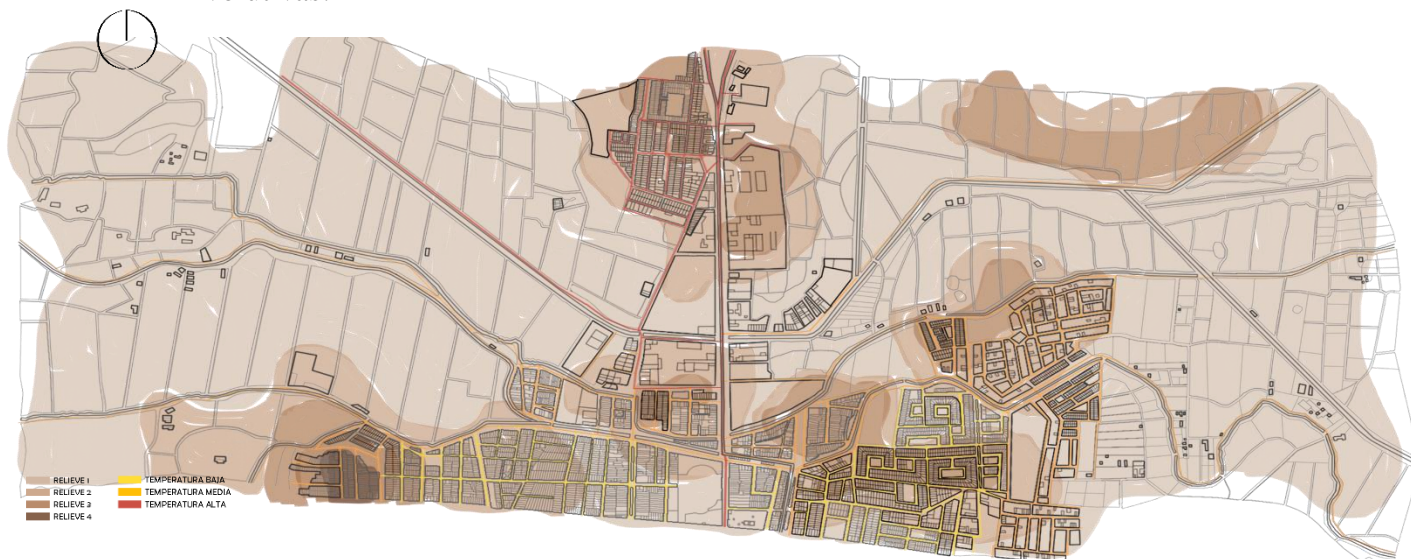 RELIEVE 1
RELIEVE 2
RELIEVE 3
RELIEVE 4
TEMPERATURA BAJA
TEMPERATURA MEDIA
TEMPERATURA ALTA